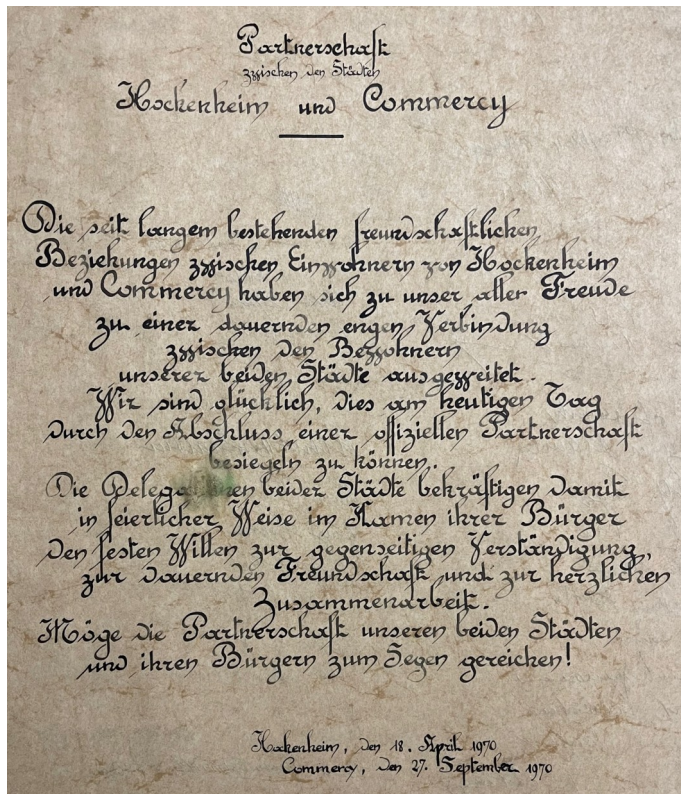 Partnerschaft
zwischen den Städten
Hockenheim und Commercy
Die seit langem bestehenden freundschaftlichen
Beziehungen zwischen Einwohnern von Hockenheim
und Commercy haben sich zu unser aller Freude
zu einer dauernden engen Verbindung
zwischen den Bewohnern
unserer beiden Städte ausgeweitet.
Wir sind glücklich, dies am heutigen Tag
durch den Abschluss einer offiziellen Partnerschaft
besiegeln zu können.
Die Delegationen beider Städte bekräftigen damit
in feierlicher Weise im Namen ihrer Bürger
den festen Willen zur gegenseitigen Verständigung,
zur dauernden Freundschaft und zur herzlichen
Zusammenarbeit.
Möge die Partnerschaft unseren beiden Städten
und ihren Bürgern zum Segen gereichen!
Hockenheim, den 18. April 1970
Commercy, den 27. September 1970